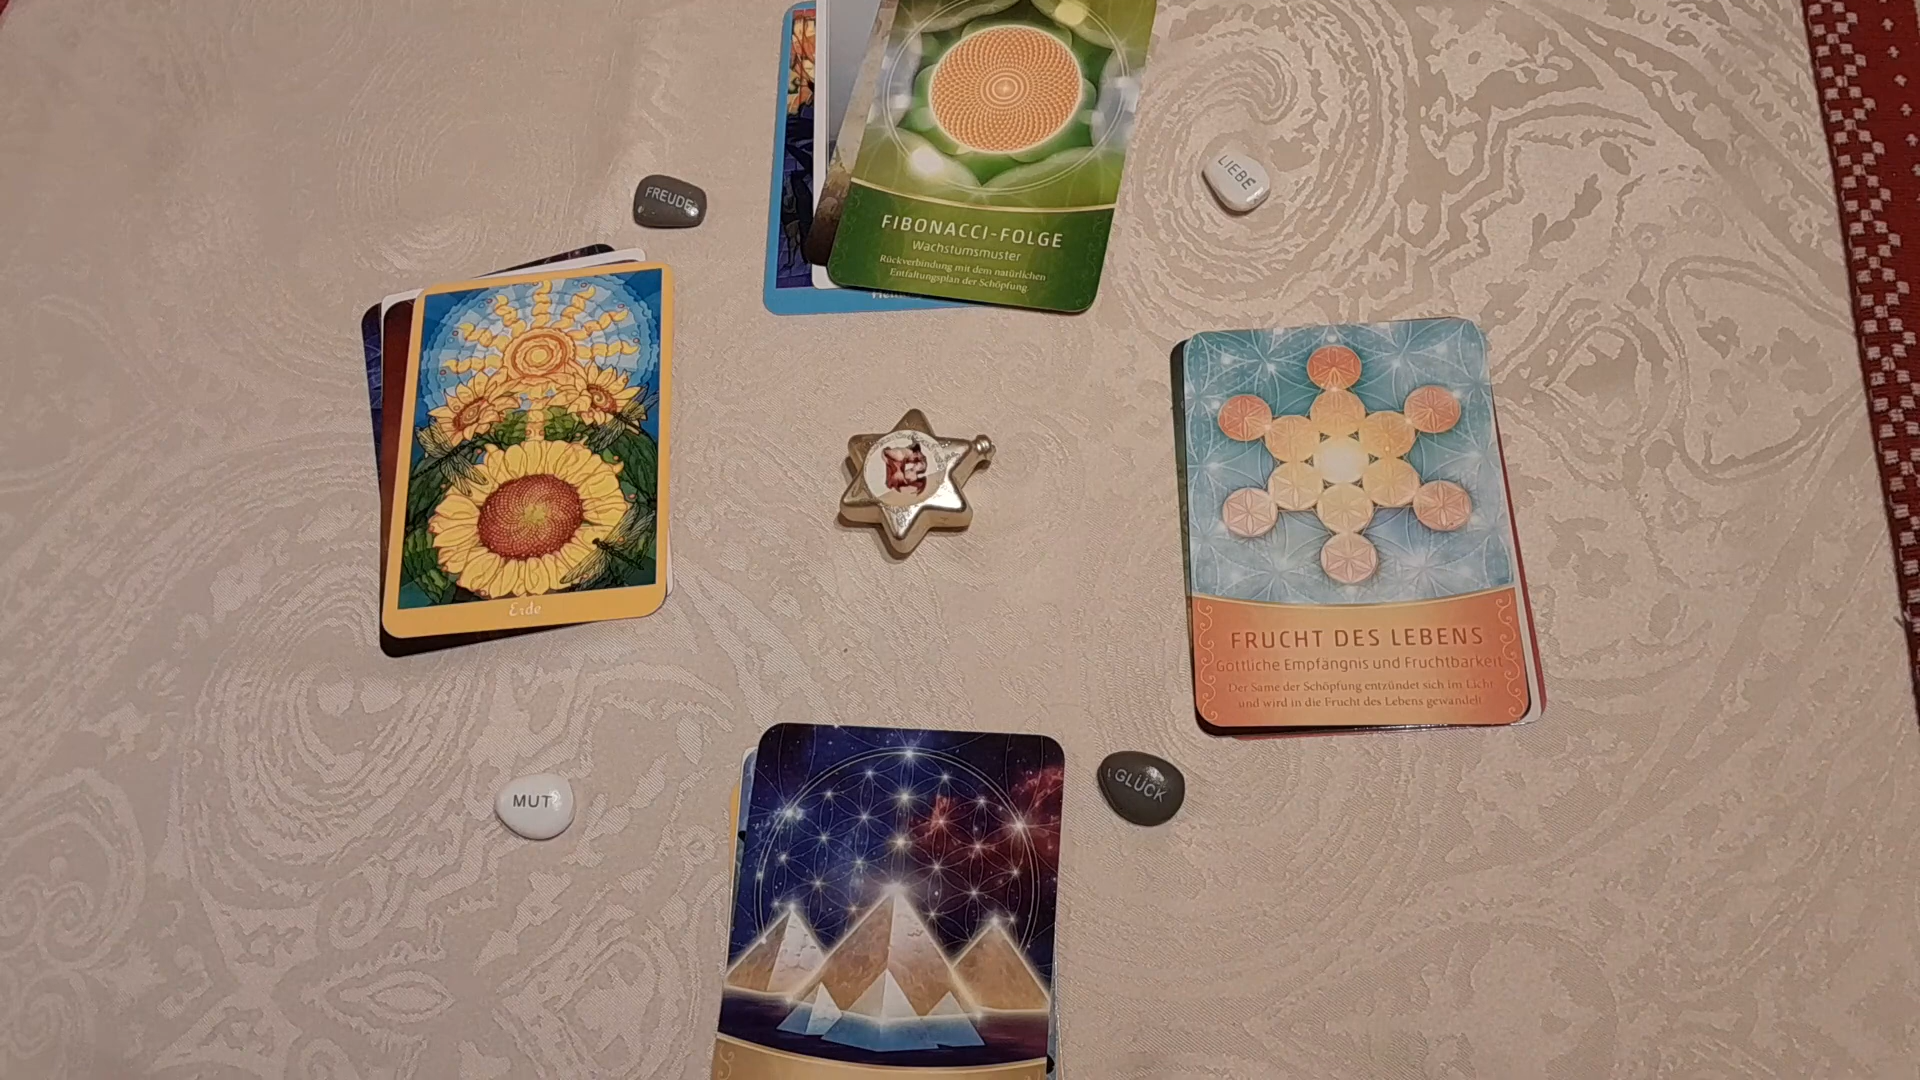 FIBONACCI-FOLGE
Wachstumsmuster
Rückverbindung mit dem natürlichen
Entfaltungsplan der Schöpfung
LIEBE
FREUDE
Erde
FRUCHT DES LEBENS
Göttliche Empfängnis und Fruchtbarkeit
Der Same der Schöpfung entzündet sich im Licht
und wird in die Frucht des Lebens gewandelt
MUT
GLÜCK